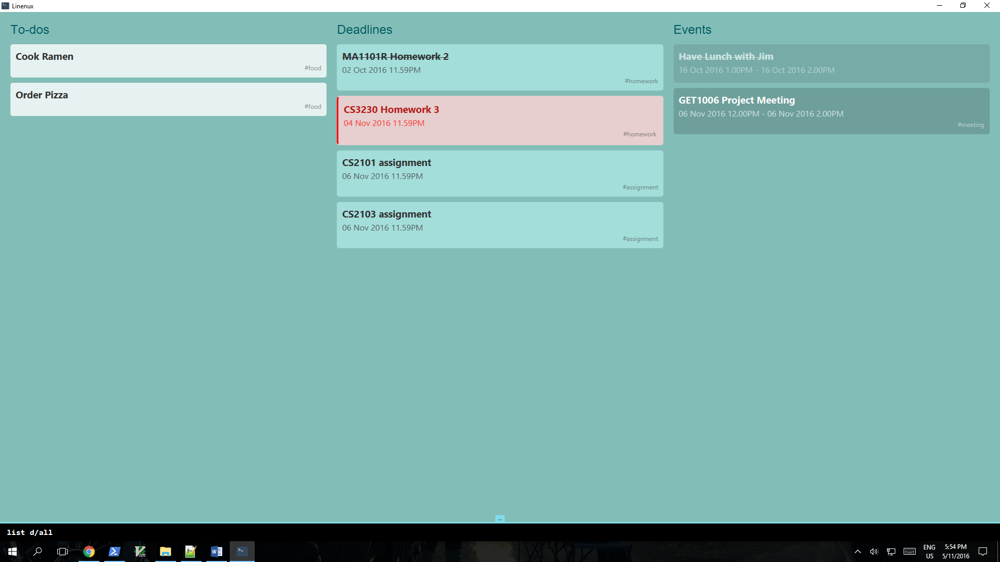 Linenux
To-dos
Cook Ramen
#food
Order Pizza
#food
Deadlines
MA1101R Homework 2
02 Oct 2016 11.59PM
#homework
CS3230 Homework 3
04 Nov 2016 11.59PM
#homework
CS2101 assignment
06 Nov 2016 11.59PM
#assignment
CS2103 assignment
06 Nov 2016 11.59PM
#assignment
Events
Have Lunch with Jim
16 Oct 2016 1.00PM - 16 Oct 2016 2.00PM
GET1006 Project Meeting
06 Nov 2016 12.00PM - 06 Nov 2016 2.00PM
#meeting
...
list d/all
ENG
US
5:54 PM
5/11/2016